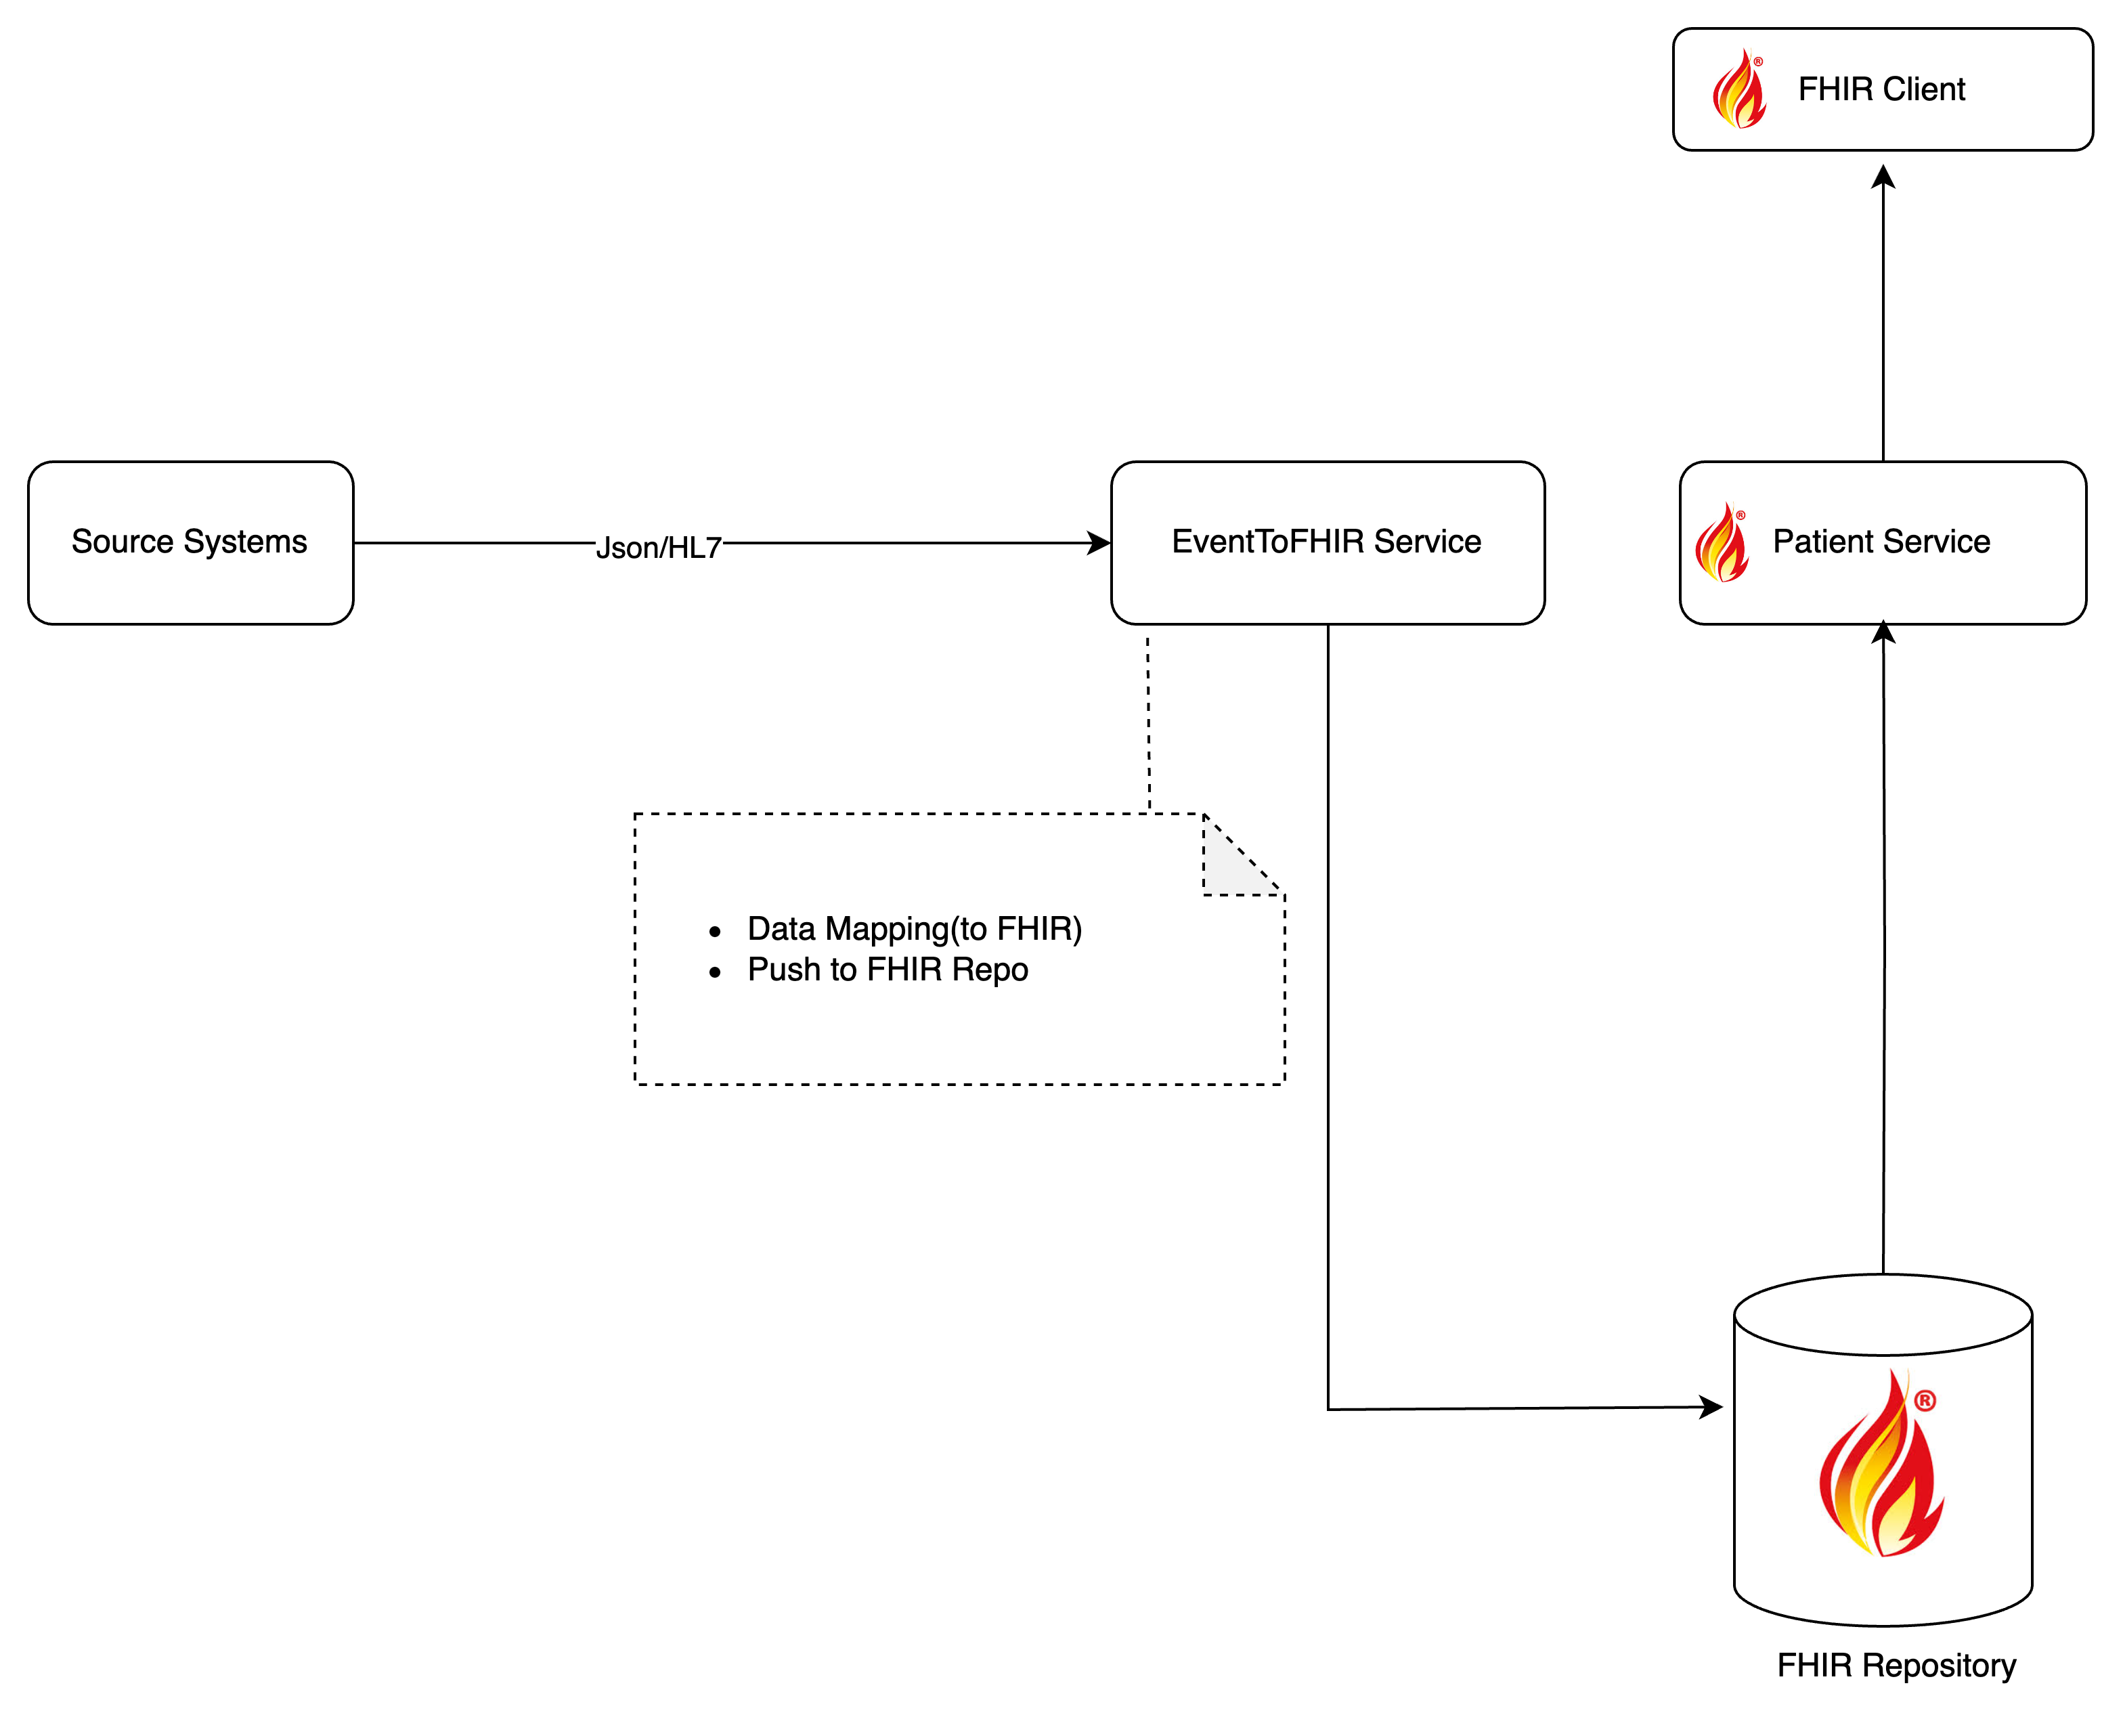 FHIR Client
Source Systems
Json/HL7
EventToFHIR Service
Patient Service
• Data Mapping(to FHIR)
• Push to FHIR Repo
FHIR Repository